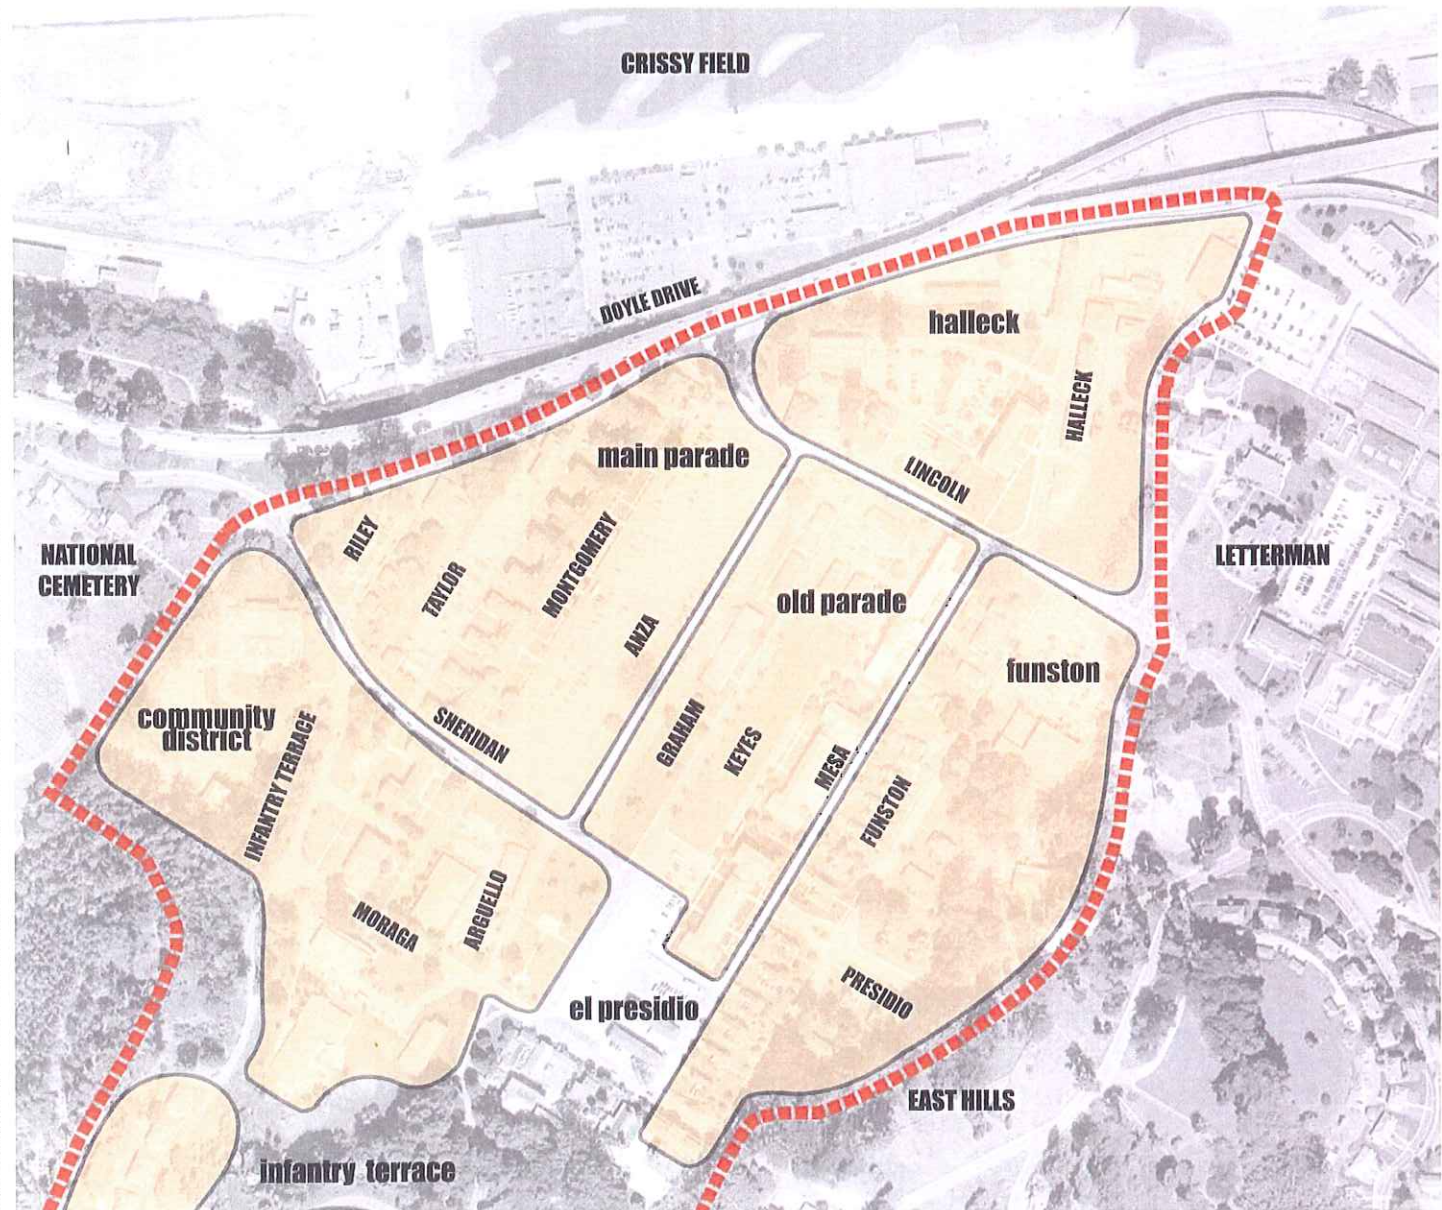 CRISSY FIELD
DOYLE DRIVE
halleck
HALLECK
main parade
LINCOLN
RILEY
NATIONAL
CEMETERY
TAYLOR
MONTGOMERY
LETTERMAN
old parade
ANZA
funston
community
district
SHERIDAN
GRAHAM
KEYES
MESA
INFANTRY TERRACE
FUNSTON
MORAGA
ARGUELLO
PRESIDIO
el presidio
EAST HILLS
infantry terrace